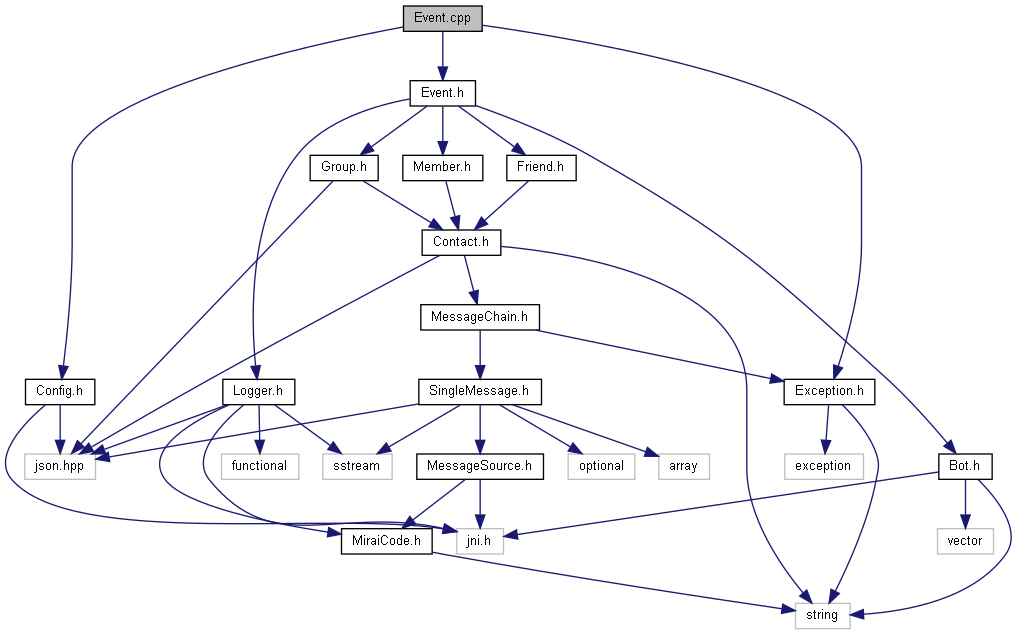 Event.cpp
Event.h
Group.h
Member.h
Friend.h
Contact.h
MessageChain.h
Config.h
Logger.h
SingleMessage.h
Exception.h
json.hpp
functional
sstream
MessageSource.h
optional
array
exception
Bot.h
MiraiCode.h
jni.h
vector
string